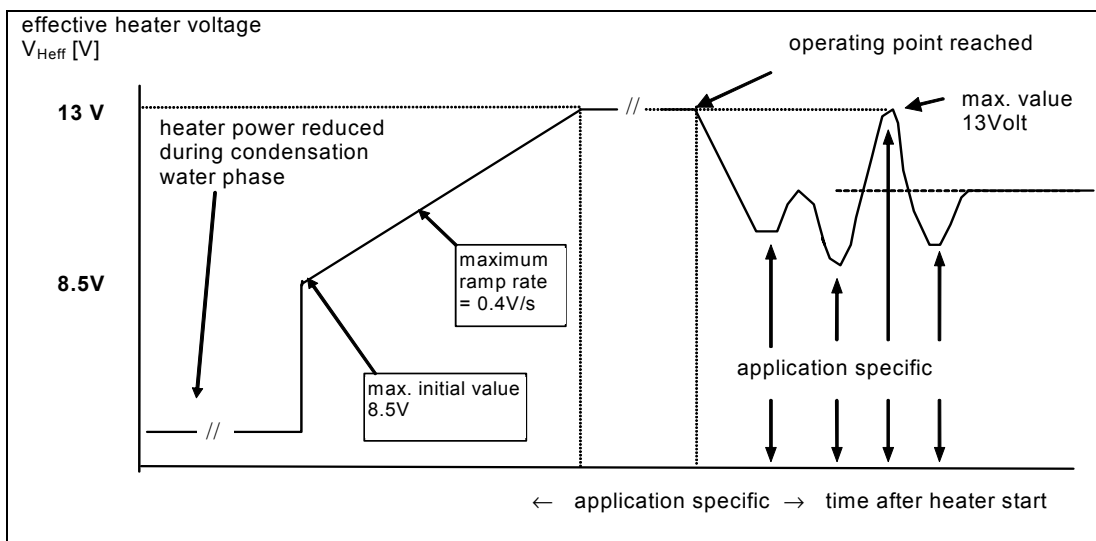 effective heater voltage
V_Heff [V]
operating point reached
13 V
max. value
13Volt
heater power reduced
during condensation
water phase
//
maximum
ramp rate
= 0.4V/s
8.5V
application specific
max. initial value
8.5V
//
← application specific → time after heater start